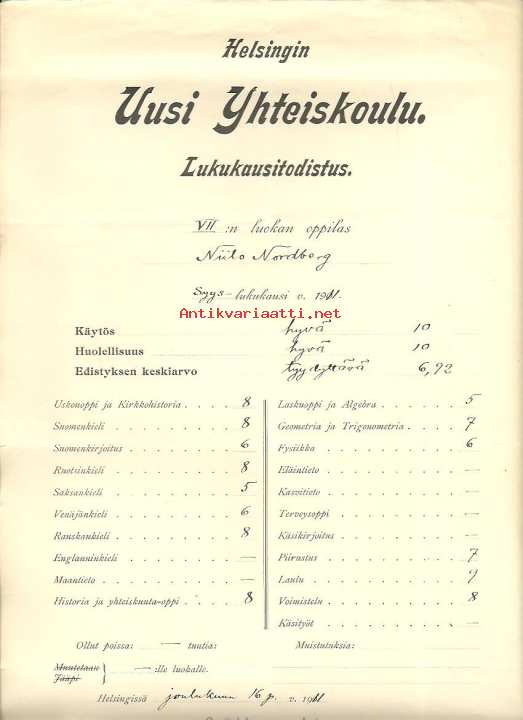 Helsingin
Uusi Yhteiskoulu.
Lukukausitodistus.
VII :n luokan oppilas
Niilo Nordberg
Syys-lukukausi v. 1911.
Antikvariaatti.net
Käytös hyvä 10
Huolellisuus hyvä 10
Edistyksen keskiarvo tyydyttävä 6,92
Uskonoppi ja Kirkkohistoria . . . . 8
Suomenkieli . . . . . . . 8
Suomenkirjoitus . . . . . . 6
Ruotsinkieli . . . . . . . 8
Saksankieli . . . . . . . 5
Venäjänkieli . . . . . . . 6
Ranskankieli . . . . . . . 8
Englanninkieli . . . . . . —
Maantieto . . . . . . . . —
Historia ja yhteiskunta-oppi . . . . 8
Laskuoppi ja Algebra . . . . . 5
Geometria ja Trigonometria . . . . 7
Fysiikka . . . . . . . . 6
Eläintieto . . . . . . . . —
Kasvitieto . . . . . . . . —
Terveysoppi . . . . . . . —
Käsikirjoitus . . . . . . . —
Piirustus . . . . . . . . 7
Laulu . . . . . . . . . 9
Voimistelu . . . . . . . . 8
Käsityöt . . . . . . . . —
Ollut poissa: — tuntia:
Muistutuksia:
Muutetaan
Jääpi
—:lle luokalle.
Helsingissä joulukuun 16 p. v. 1911